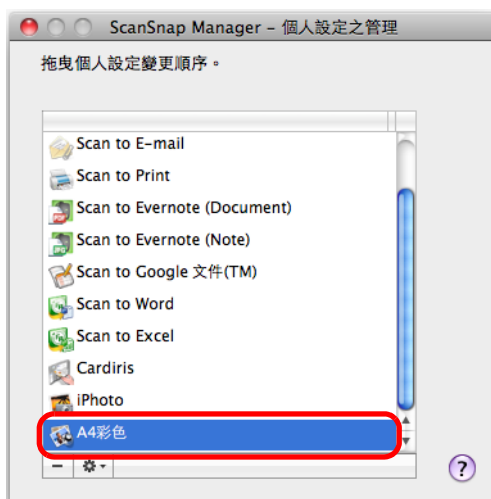 ScanSnap Manager – 個人設定之管理
拖曳個人設定變更順序。
Scan to E-mail
Scan to Print
Scan to Evernote (Document)
Scan to Evernote (Note)
Scan to Google 文件(TM)
Scan to Word
Scan to Excel
Cardiris
iPhoto
A4彩色
?